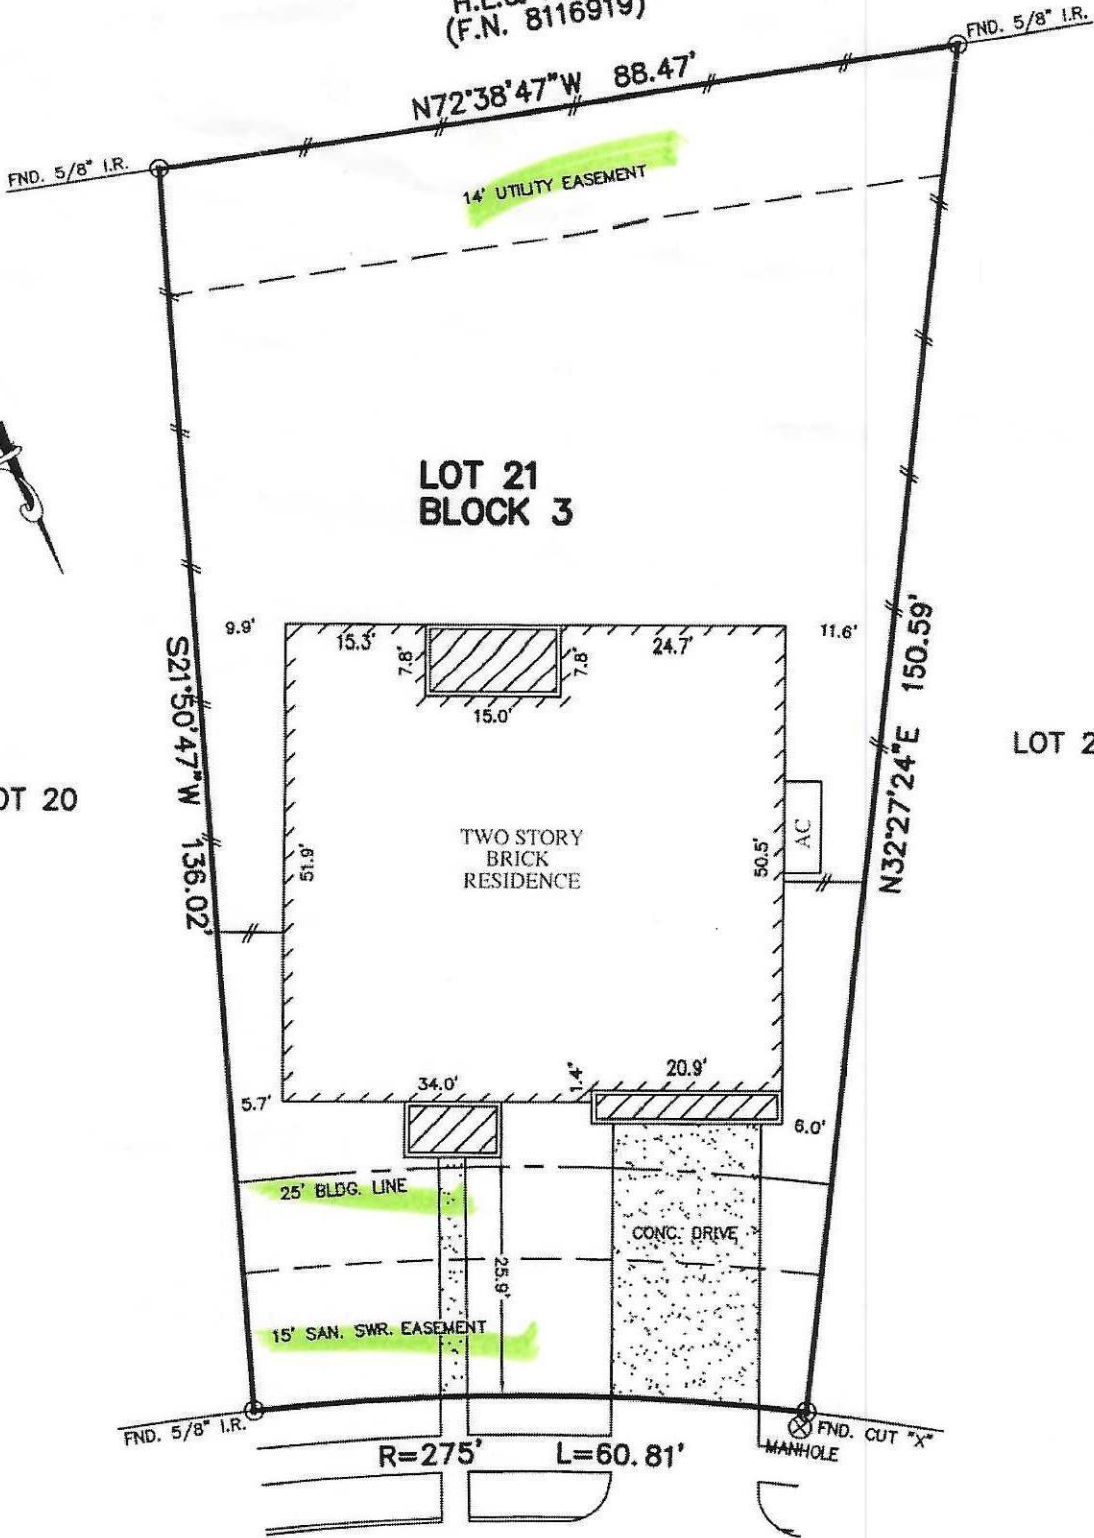 (F.N. 8116919)
FND. 5/8" I.R.
N72°38'47"W 88.47'
FND. 5/8" I.R.
14' UTILITY EASEMENT
LOT 21
BLOCK 3
9.9'
15.3'
7.8'
7.8'
15.0'
24.7'
11.6'
S21°50'47"W 136.02'
N32°27'24"E 150.59'
LOT 2
LOT 20
TWO STORY
BRICK
RESIDENCE
51.9'
50.5'
AC
34.0'
1.4'
20.9'
5.7'
6.0'
25' BLDG. LINE
CONC. DRIVE
25.9'
15' SAN. SWR. EASEMENT
FND. 5/8" I.R.
R=275' L=60.81'
FND. CUT "X"
MANHOLE